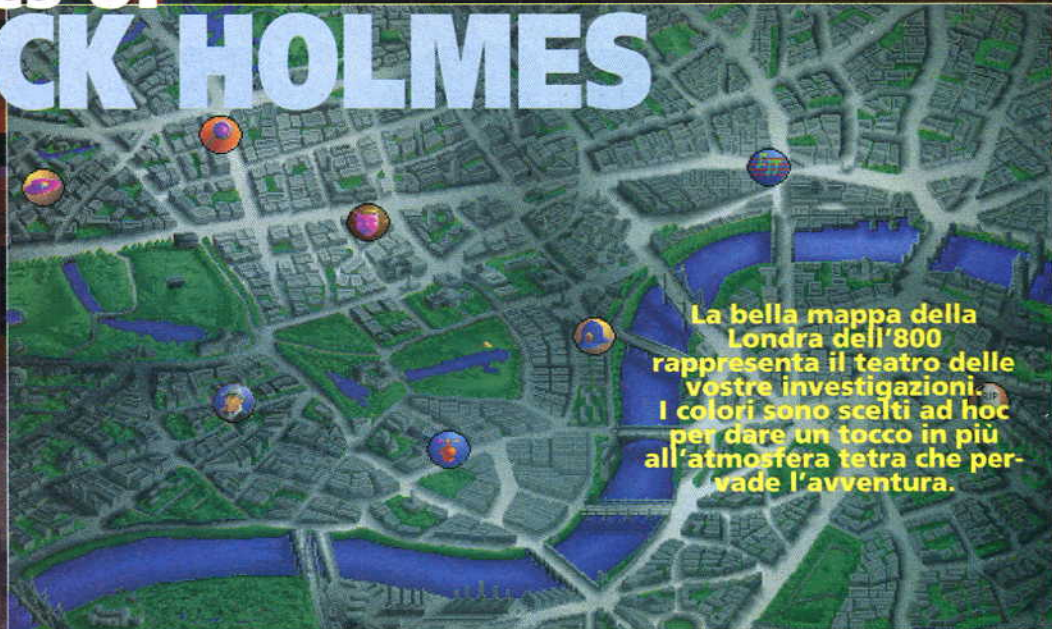 CK HOLMES
La bella mappa della
Londra dell'800
rappresenta il teatro delle
vostre investigazioni.
I colori sono scelti ad hoc
per dare un tocco in più
all'atmosfera tetra che per-
vade l'avventura.